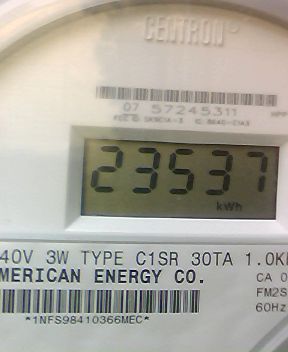 CENTRON
07 57245311
23537
kWh
40V 3W TYPE C1SR 30TA 1.0K
MERICAN ENERGY CO.
CA 0
FM2S
60Hz
*1NFS98410366MEC*